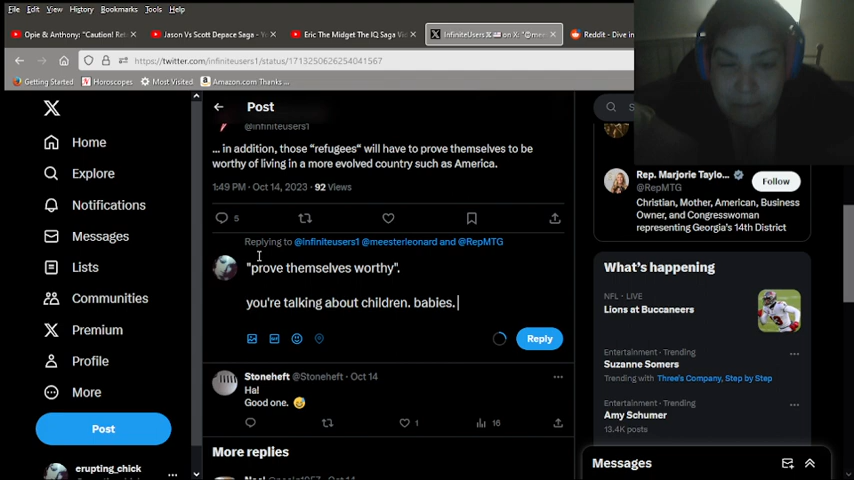 File Edit View History Bookmarks Tools Help
Opie & Anthony: "Caution! Re
Jason Vs Scott Depace Saga - Yo
Eric The Midget The IQ Saga Vi
InfiniteUsers on X: "@mee
Reddit - Dive in
https://twitter.com/infiniteusers1/status/1713250626254041567
Getting Started Horoscopes Most Visited Amazon.com Thanks ...
Home
Explore
Notifications
Messages
Lists
Communities
Premium
Profile
More
Post
erupting_chick
Post
@infiniteusers1
... in addition, those "refugees" will have to prove themselves to be
worthy of living in a more evolved country such as America.
1:49 PM · Oct 14, 2023 · 92 Views
5
Replying to @infiniteusers1 @meesterleonard and @RepMTG
"prove themselves worthy".
you're talking about children. babies.
Reply
Stoneheft @Stoneheft · Oct 14
Ha!
Good one. 😅
1 16
More replies
Rep. Marjorie Taylo...
@RepMTG
Follow
Christian, Mother, American, Business
Owner, and Congresswoman
representing Georgia's 14th District
What's happening
NFL · LIVE
Lions at Buccaneers
Entertainment · Trending
Suzanne Somers
Trending with Three's Company, Step by Step
Entertainment · Trending
Amy Schumer
13.4K posts
Messages